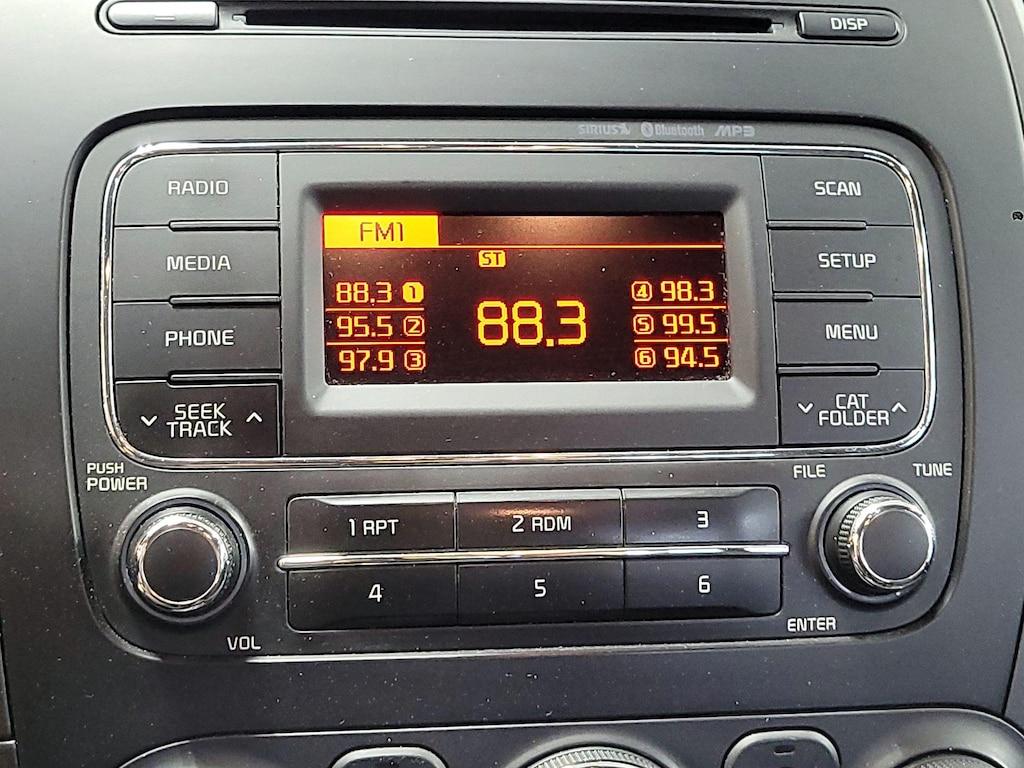 DISP
SIRIUS Bluetooth MP3
RADIO
MEDIA
PHONE
SEEK
TRACK
FM1
ST
88.3 1
95.5 2
97.9 3
88.3
4 98.3
5 99.5
6 94.5
SCAN
SETUP
MENU
CAT
FOLDER
PUSH
POWER
VOL
1 RPT
2 RDM
3
4
5
6
FILE
TUNE
ENTER